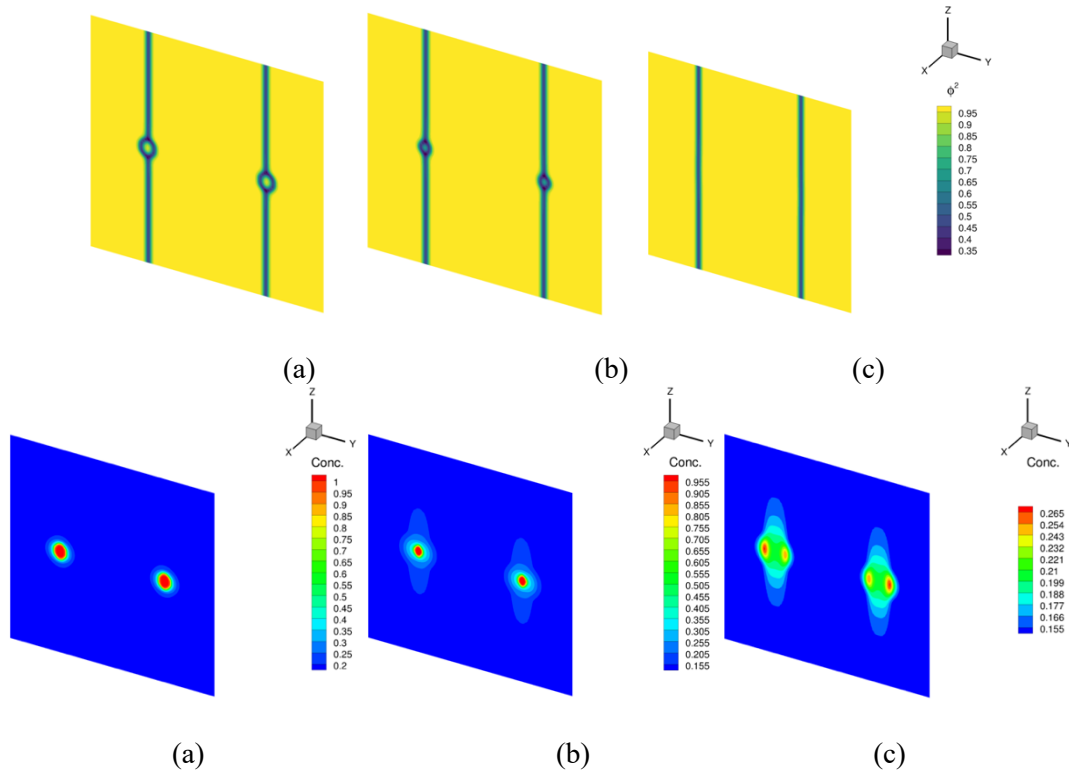 Z
X
Y
ϕ²
0.95
0.9
0.85
0.8
0.75
0.7
0.65
0.6
0.55
0.5
0.45
0.4
0.35
(a)
(b)
(c)
Z
X
Y
Conc.
1
0.95
0.9
0.85
0.8
0.75
0.7
0.65
0.6
0.55
0.5
0.45
0.4
0.35
0.3
0.25
0.2
Z
X
Y
Conc.
0.955
0.905
0.855
0.805
0.755
0.705
0.655
0.605
0.555
0.505
0.455
0.405
0.355
0.305
0.255
0.205
0.155
Z
X
Y
Conc.
0.265
0.254
0.243
0.232
0.221
0.21
0.199
0.188
0.177
0.166
0.155
(a)
(b)
(c)